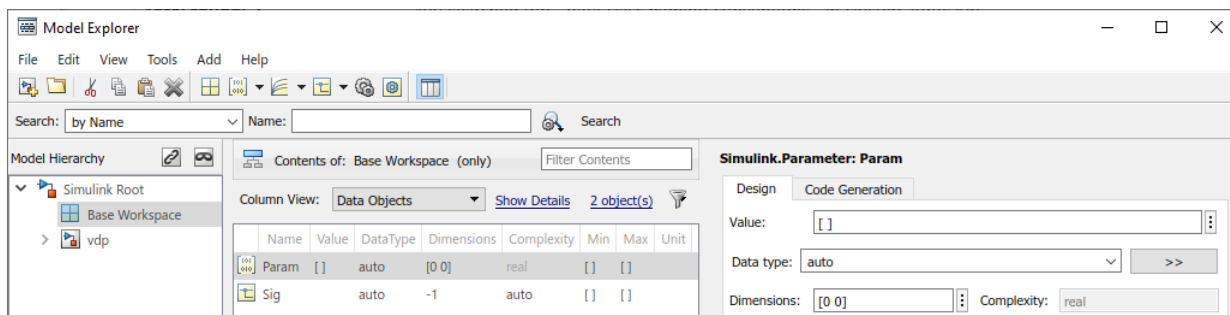 Model Explorer
File Edit View Tools Add Help
Search: by Name Name: Search
Model Hierarchy
Simulink Root
Base Workspace
vdp
Contents of: Base Workspace (only) Filter Contents
Column View: Data Objects Show Details 2 object(s)
Name Value DataType Dimensions Complexity Min Max Unit
Param [ ] auto [0 0] real [ ] [ ]
Sig auto -1 auto [ ] [ ]
Simulink.Parameter: Param
Design Code Generation
Value: [ ]
Data type: auto >>
Dimensions: [0 0] Complexity: real